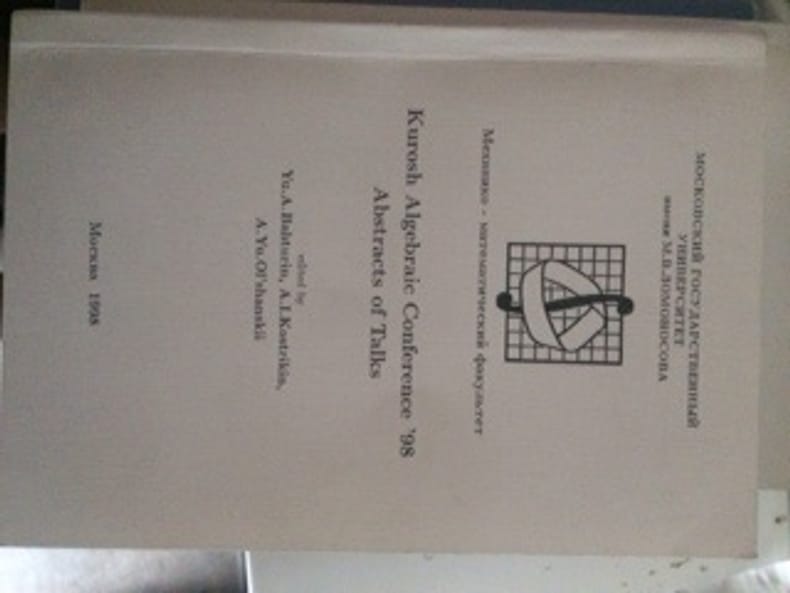 МОСКОВСКИЙ ГОСУДАРСТВЕННЫЙ
УНИВЕРСИТЕТ
имени М.В.ЛОМОНОСОВА
Механико - математический факультет
Kurosh Algebraic Conference '98
Abstracts of Talks
edited by
Yu.A.Bahturin, A.I.Kostrikin,
A.Yu.Ol'shanskii
Москва 1998